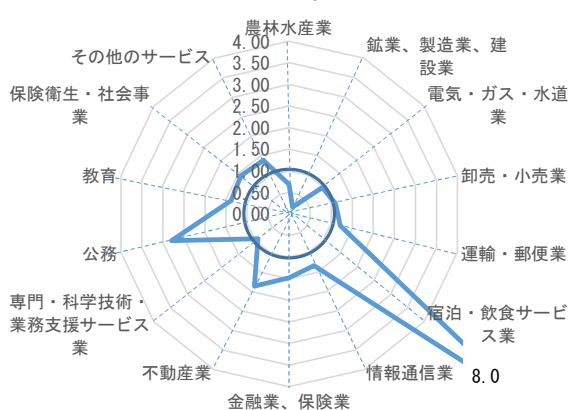 農林水産業
鉱業、製造業、建
設業
電気・ガス・水道
業
卸売・小売業
運輸・郵便業
宿泊・飲食サービ
ス業
情報通信業
8.0
金融業、保険業
不動産業
専門・科学技術・
業務支援サービス
業
公務
教育
保険衛生・社会事
業
その他のサービス
4.00
3.50
3.00
2.50
2.00
1.50
1.00
0.50
0.00